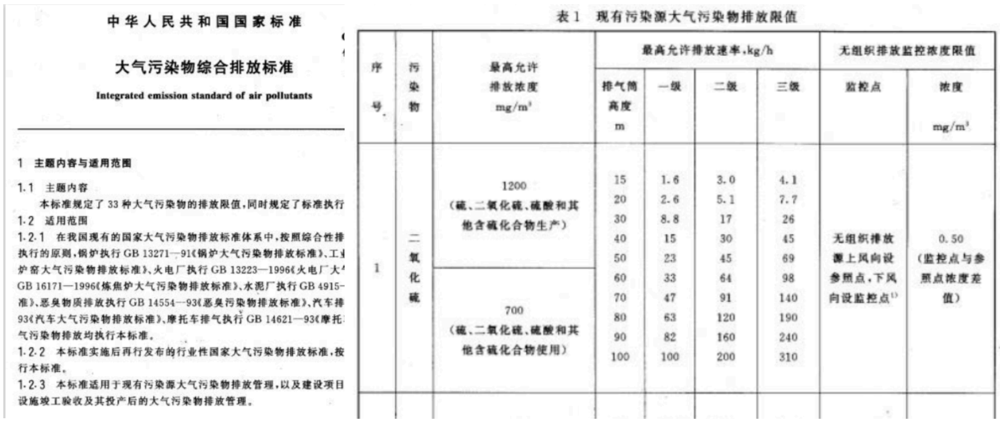 中华人民共和国国家标准
大气污染物综合排放标准
Integrated emission standard of air pollutants
1 主题内容与适用范围
1.1 主题内容
本标准规定了 33 种大气污染物的排放限值,同时规定了标准执行
1.2 适用范围
1.2.1 在我国现有的国家大气污染物排放标准体系中,按照综合性排
执行的原则,锅炉执行 GB 13271—91《锅炉大气污染物排放标准》、工业
炉窑大气污染物排放标准》、火电厂执行 GB 13223—1996《火电厂大气
GB 16171—1996《炼焦炉大气污染物排放标准》、水泥厂执行 GB 4915—
准》、恶臭物质排放执行 GB 14554—93《恶臭污染物排放标准》、汽车排
93《汽车大气污染物排放标准》、摩托车排气执行 GB 14621—93《摩托
气污染物排放均执行本标准。
1.2.2 本标准实施后再行发布的行业性国家大气污染物排放标准,按
行本标准。
1.2.3 本标准适用于现有污染源大气污染物排放管理,以及建设项目
设施竣工验收及其投产后的大气污染物排放管理。
表 1 现有污染源大气污染物排放限值
序号
污染物
最高允许
排放浓度
mg/m³
最高允许排放速率,kg/h
无组织排放监控浓度限值
排气筒
高度
m
一级
二级
三级
监控点
浓度
mg/m³
1
二氧化硫
1200
(硫、二氧化硫、硫酸和其
他含硫化合物生产)
700
(硫、二氧化硫、硫酸和其
他含硫化合物使用)
15 1.6 3.0 4.1
20 2.6 5.1 7.7
30 8.8 17 26
40 15 30 45
50 23 45 69
60 33 64 98
70 47 91 140
80 63 120 190
90 82 160 240
100 100 200 310
无组织排放
源上风向设
参照点,下风
向设监控点¹⁾
0.50
(监控点与参
照点浓度差
值)